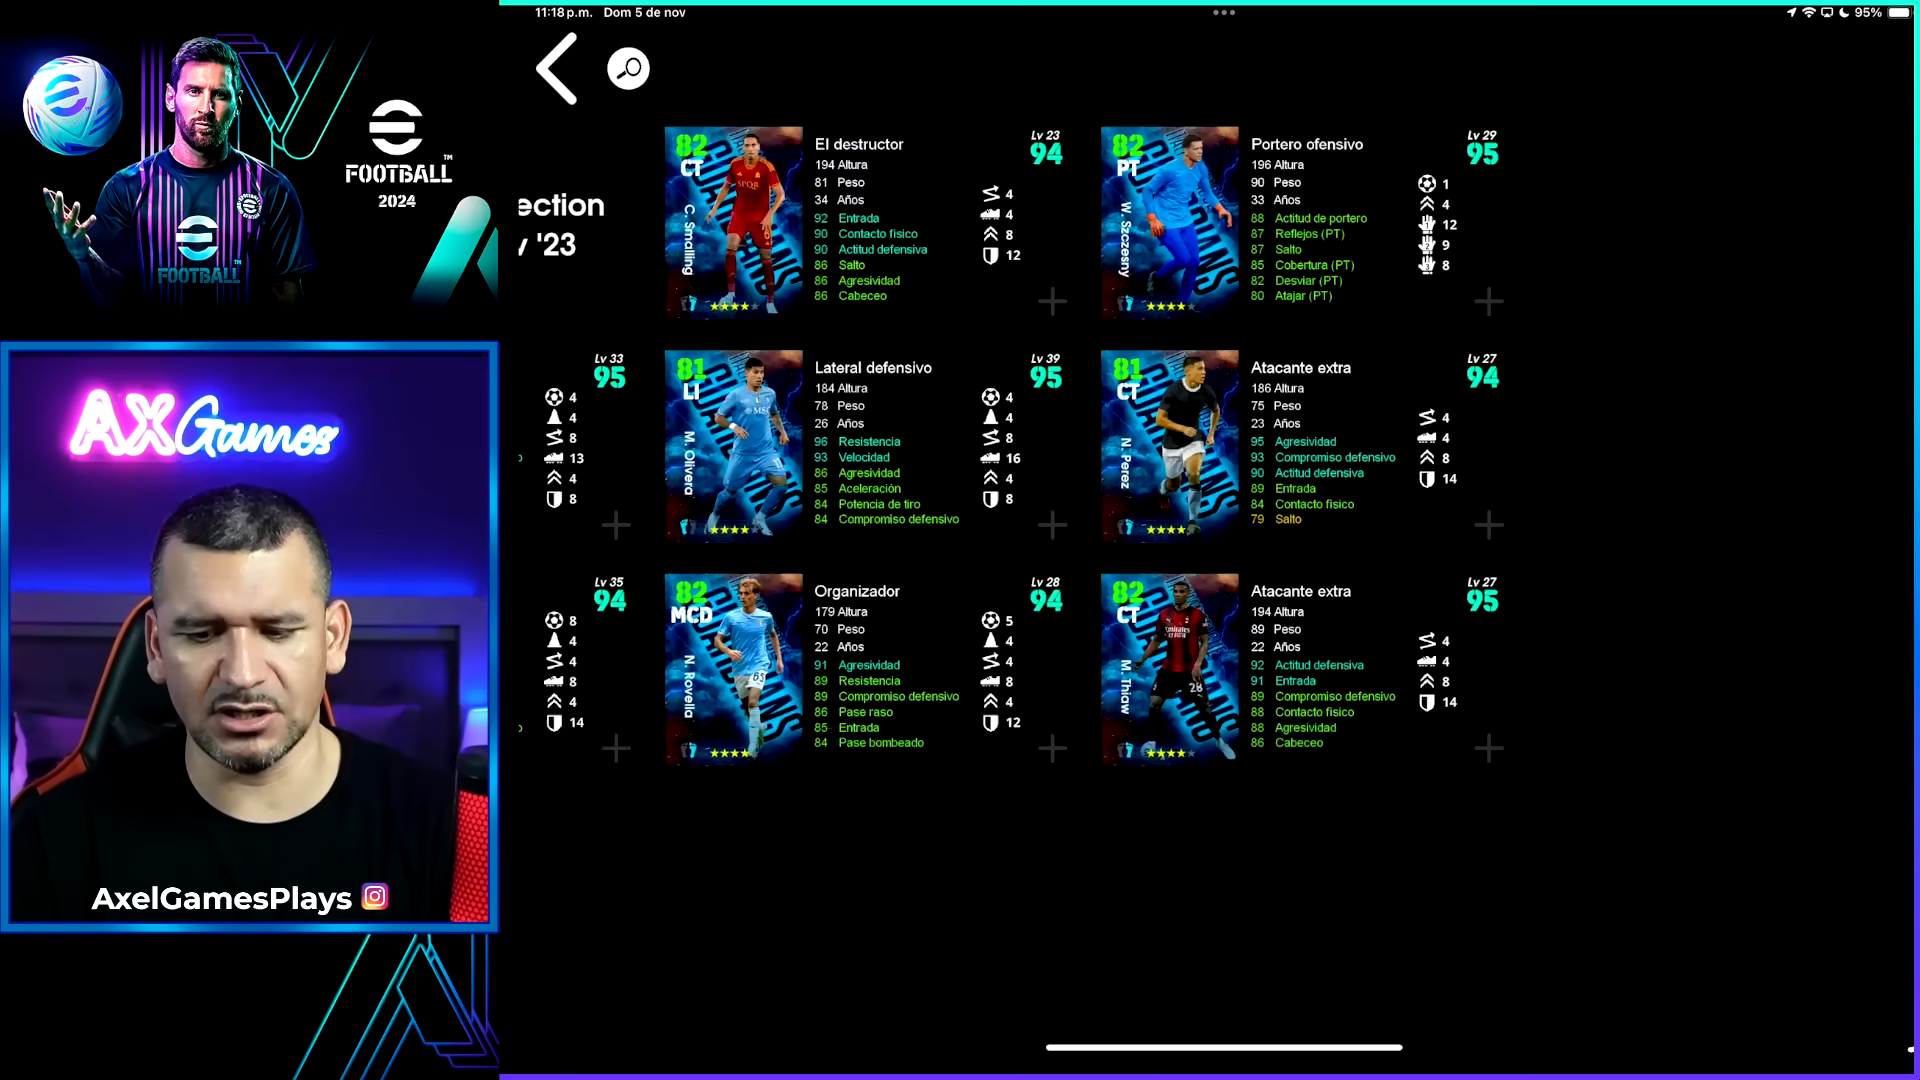 11:18 p.m. Dom 5 de nov
95%
FOOTBALL™
2024
FOOTBALL™
AX Games
AxelGamesPlays
ection
'23
82
CT
C. Smalling
SPQR
El destructor
194 Altura
81 Peso
34 Años
92 Entrada
90 Contacto físico
90 Actitud defensiva
86 Salto
86 Agresividad
86 Cabeceo
Lv 23
94
4
4
8
12
82
PT
W. Szczesny
Portero ofensivo
196 Altura
90 Peso
33 Años
88 Actitud de portero
87 Reflejos (PT)
87 Salto
85 Cobertura (PT)
82 Desviar (PT)
80 Atajar (PT)
Lv 29
95
1
4
12
9
8
Lv 33
95
4
4
8
13
4
8
81
LT
M. Olivera
MSC
Lateral defensivo
184 Altura
78 Peso
26 Años
96 Resistencia
93 Velocidad
86 Agresividad
85 Aceleración
84 Potencia de tiro
84 Compromiso defensivo
Lv 39
95
4
4
8
16
4
8
81
CT
N. Perez
Atacante extra
186 Altura
75 Peso
23 Años
95 Agresividad
93 Compromiso defensivo
90 Actitud defensiva
89 Entrada
84 Contacto físico
79 Salto
Lv 27
94
4
4
8
14
Lv 35
94
8
4
4
8
4
14
82
MCD
N. Rovella
65
Organizador
179 Altura
70 Peso
22 Años
91 Agresividad
89 Resistencia
89 Compromiso defensivo
86 Pase raso
85 Entrada
84 Pase bombeado
Lv 28
94
5
4
4
8
4
12
82
CT
M. Thiaw
Emirates
28
Atacante extra
194 Altura
89 Peso
22 Años
92 Actitud defensiva
91 Entrada
89 Compromiso defensivo
88 Contacto físico
88 Agresividad
86 Cabeceo
Lv 27
95
4
4
8
14